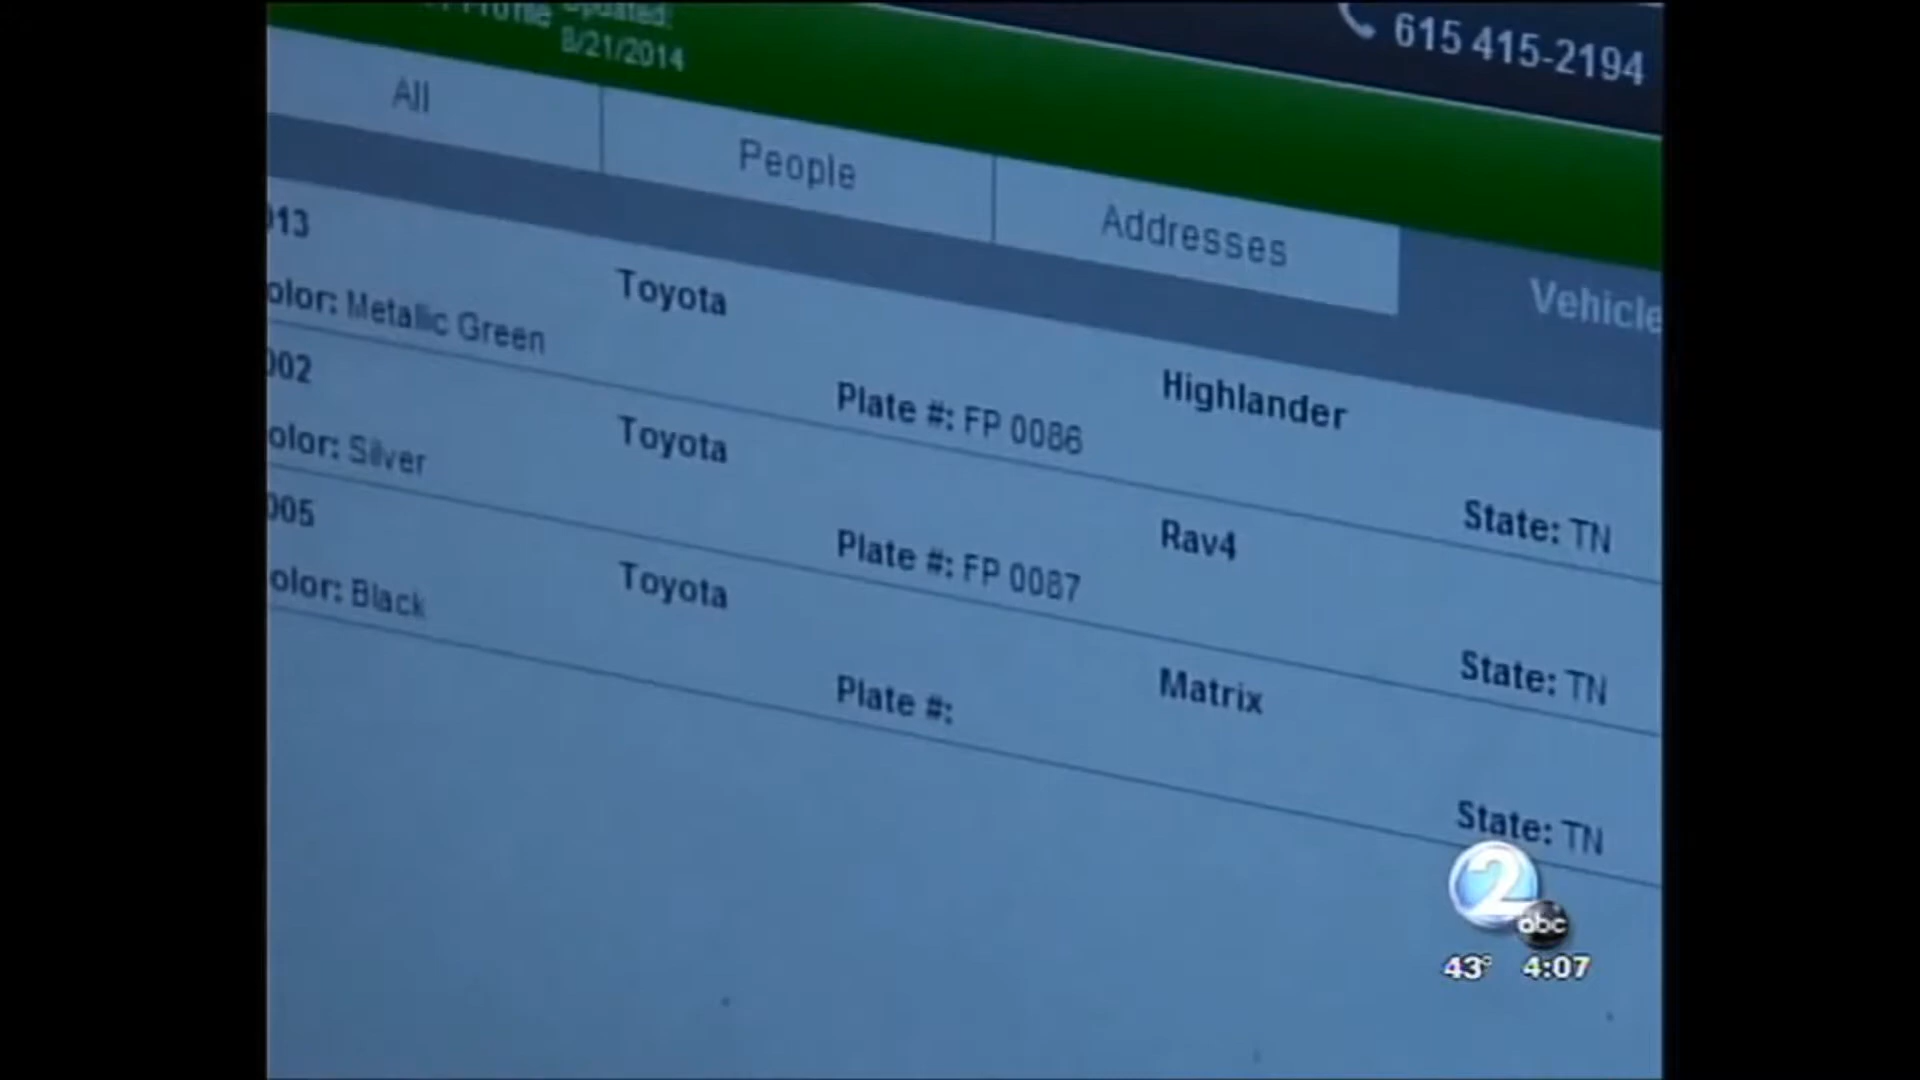 Profile Updated:
8/21/2014
615 415-2194
All People Addresses Vehicle
013 Toyota Highlander
olor: Metallic Green Plate #: FP 0086 State: TN
002 Toyota Rav4
olor: Silver Plate #: FP 0087 State: TN
005 Toyota Matrix
olor: Black Plate #: State: TN
2 abc
43° 4:07